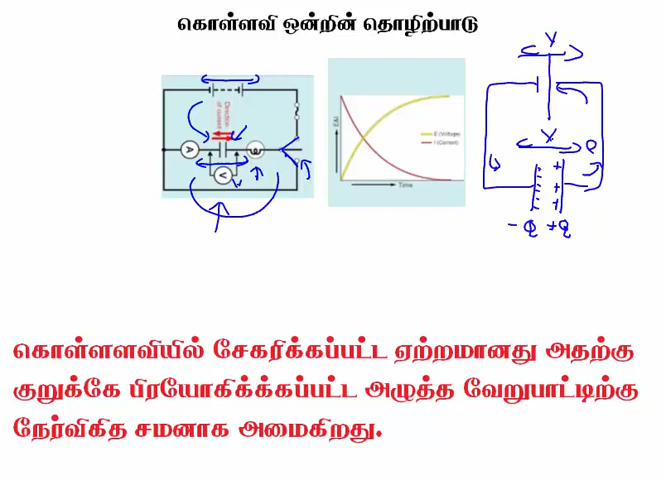 கொள்ளவி ஒன்றின் தொழிற்பாடு
Direction
of current
A
V
E&I
E (Voltage)
I (Current)
Time
V
V
e
-Q +Q
கொள்ளளவியில் சேகரிக்கப்பட்ட ஏற்றமானது அதற்கு
குறுக்கே பிரயோகிக்க்கப்பட்ட அழுத்த வேறுபாட்டிற்கு
நேர்விகித சமனாக அமைகிறது.